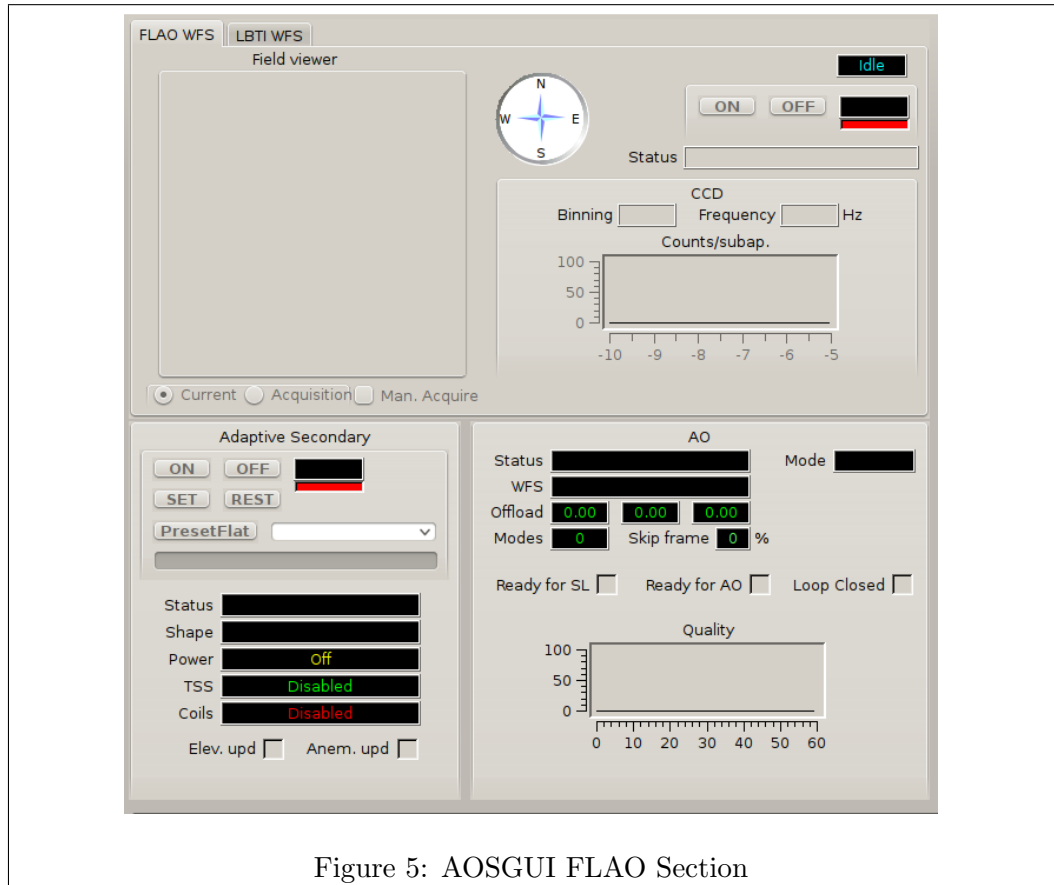 FLAO WFS LBTI WFS
Field viewer
Idle
N
W E
S
ON OFF
Status
CCD
Binning Frequency Hz
Counts/subap.
100
50
0
-10 -9 -8 -7 -6 -5
Current Acquisition Man. Acquire
Adaptive Secondary
ON OFF
SET REST
PresetFlat
Status
Shape
Power Off
TSS Disabled
Coils Disabled
Elev. upd Anem. upd
AO
Status Mode
WFS
Offload 0.00 0.00 0.00
Modes 0 Skip frame 0 %
Ready for SL Ready for AO Loop Closed
Quality
100
50
0
0 10 20 30 40 50 60
Figure 5: AOSGUI FLAO Section